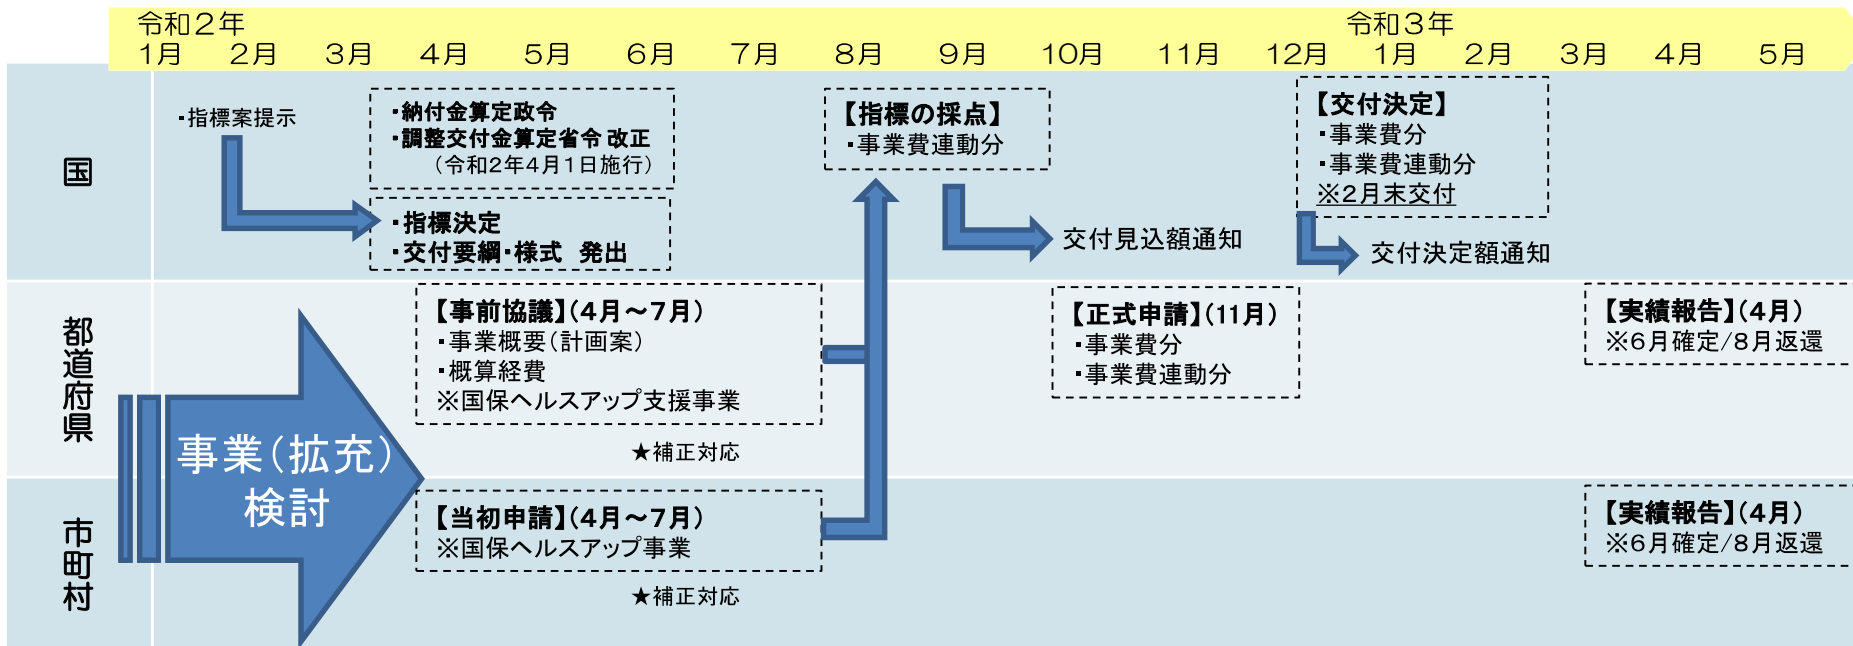 令和2年
令和3年
1月 2月 3月 4月 5月 6月 7月 8月 9月 10月 11月 12月 1月 2月 3月 4月 5月
国
・指標案提示
・納付金算定政令
・調整交付金算定省令 改正
（令和2年4月1日施行）
・指標決定
・交付要綱・様式　発出
【指標の採点】
・事業費連動分
交付見込額通知
【交付決定】
・事業費分
・事業費連動分
※2月末交付
交付決定額通知
都道府県
【事前協議】（4月～7月）
・事業概要（計画案）
・概算経費
※国保ヘルスアップ支援事業
★補正対応
【正式申請】（11月）
・事業費分
・事業費連動分
【実績報告】（4月）
※6月確定/8月返還
事業（拡充）
検討
市町村
【当初申請】（4月～7月）
※国保ヘルスアップ事業
★補正対応
【実績報告】（4月）
※6月確定/8月返還